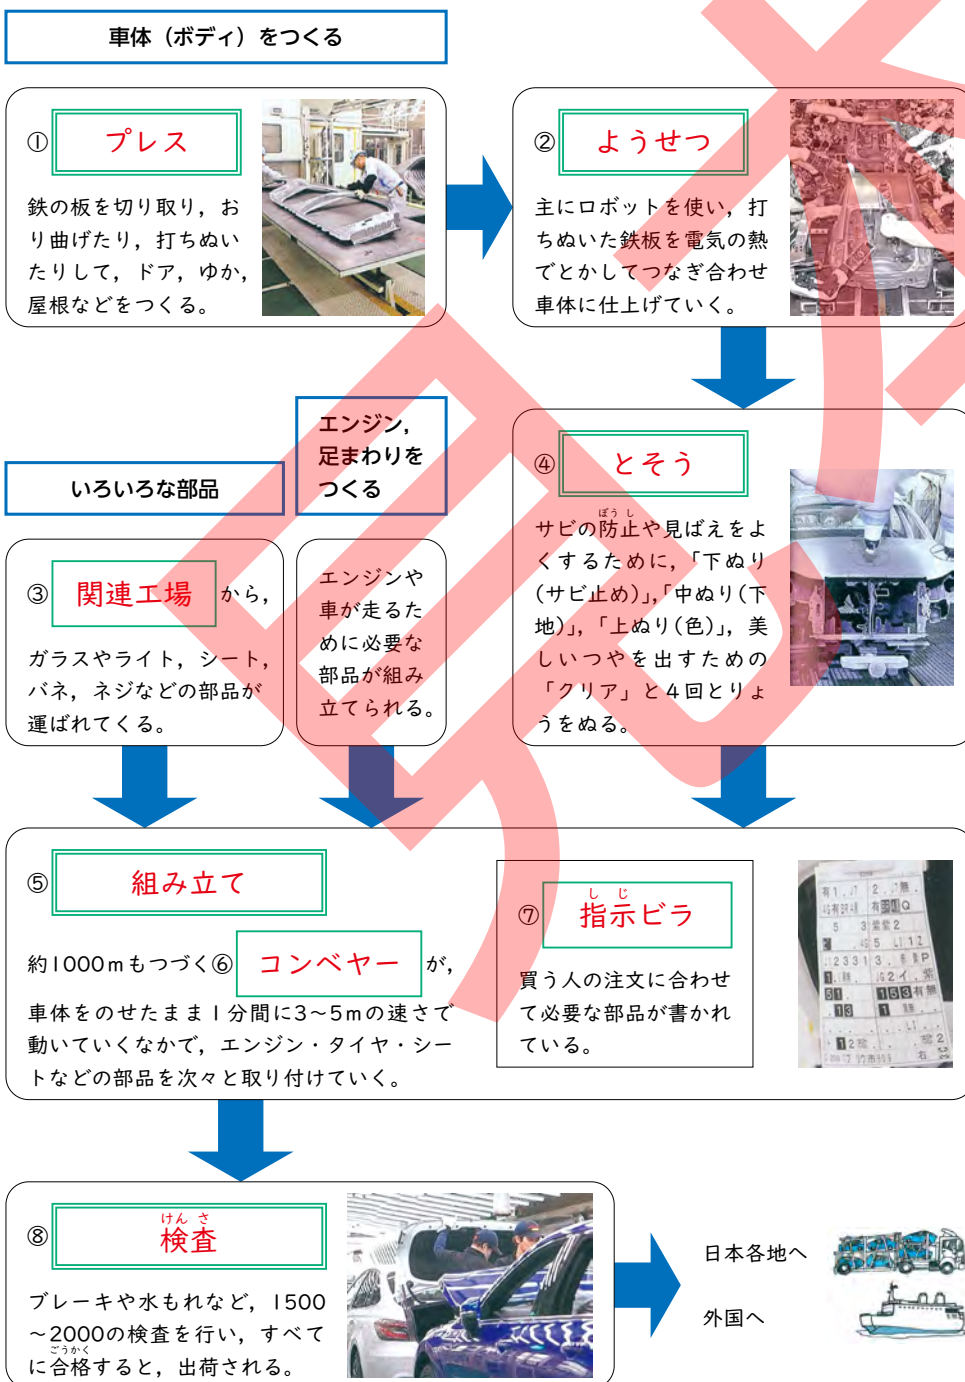 車体（ボディ）をつくる
① プレス
鉄の板を切り取り，お
り曲げたり，打ちぬい
たりして，ドア，ゆか，
屋根などをつくる。
② ようせつ
主にロボットを使い，打
ちぬいた鉄板を電気の熱
でとかしてつなぎ合わせ
車体に仕上げていく。
いろいろな部品
③ 関連工場 から，
ガラスやライト，シート，
バネ，ネジなどの部品が
運ばれてくる。
エンジン，
足まわりを
つくる
エンジンや
車が走るた
めに必要な
部品が組み
立てられる。
④ とそう
ぼうし
サビの防止や見ばえをよ
くするために，「下ぬり
(サビ止め)」，「中ぬり(下
地)」，「上ぬり(色)」，美
しいつやを出すための
「クリア」と４回とりょ
うをぬる。
⑤ 組み立て
約1000ｍもつづく⑥ コンベヤー が，
車体をのせたまま１分間に3～5ｍの速さで
動いていくなかで，エンジン・タイヤ・シー
トなどの部品を次々と取り付けていく。
しじ
⑦ 指示ビラ
買う人の注文に合わせ
て必要な部品が書かれ
ている。
けんさ
⑧ 検査
ブレーキや水もれなど，1500
～2000の検査を行い，すべて
ごうかく
に合格すると，出荷される。
日本各地へ
外国へ